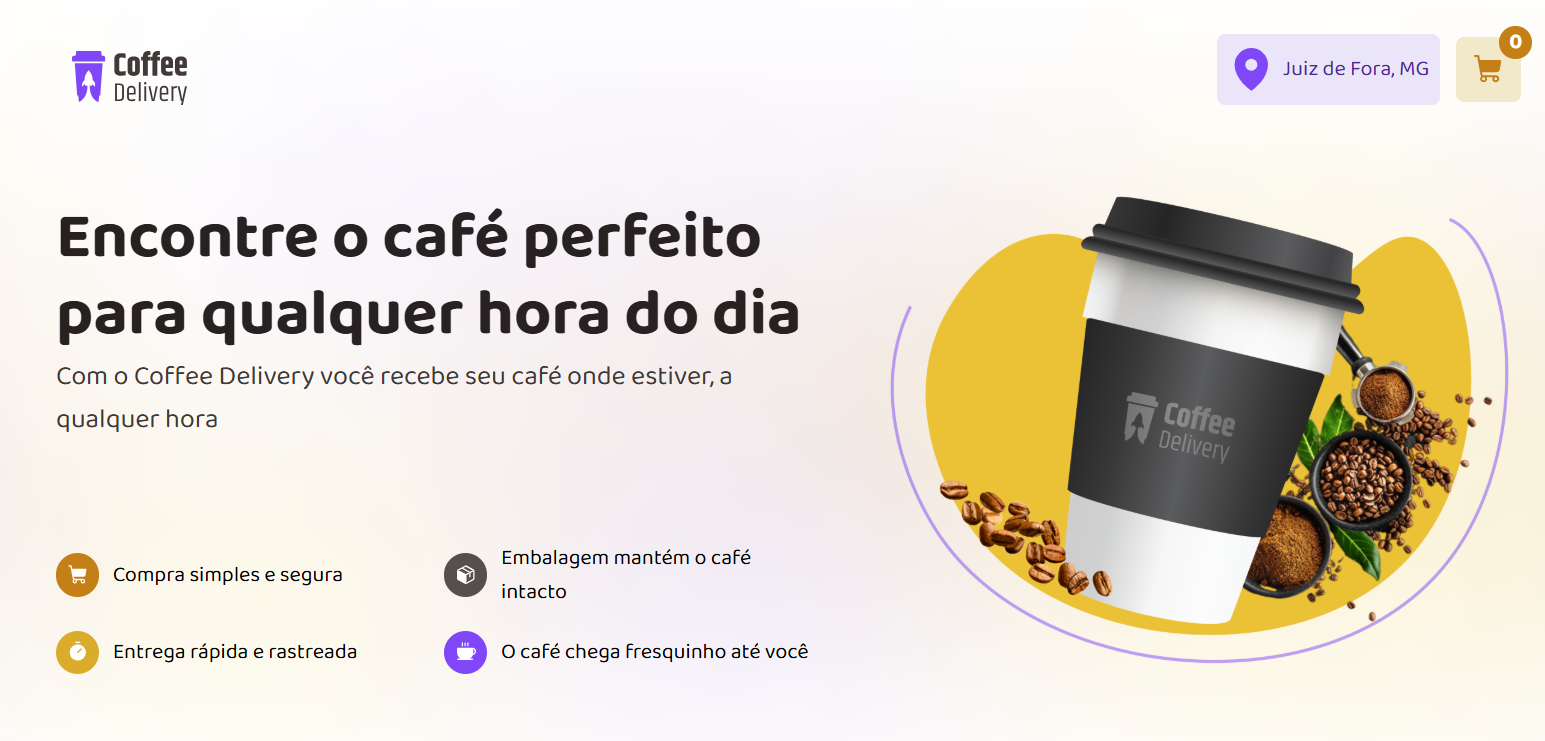 Coffee
Delivery
Juiz de Fora, MG
0
Encontre o café perfeito
para qualquer hora do dia
Com o Coffee Delivery você recebe seu café onde estiver, a
qualquer hora
Coffee
Delivery
Compra simples e segura
Embalagem mantém o café
intacto
Entrega rápida e rastreada
O café chega fresquinho até você